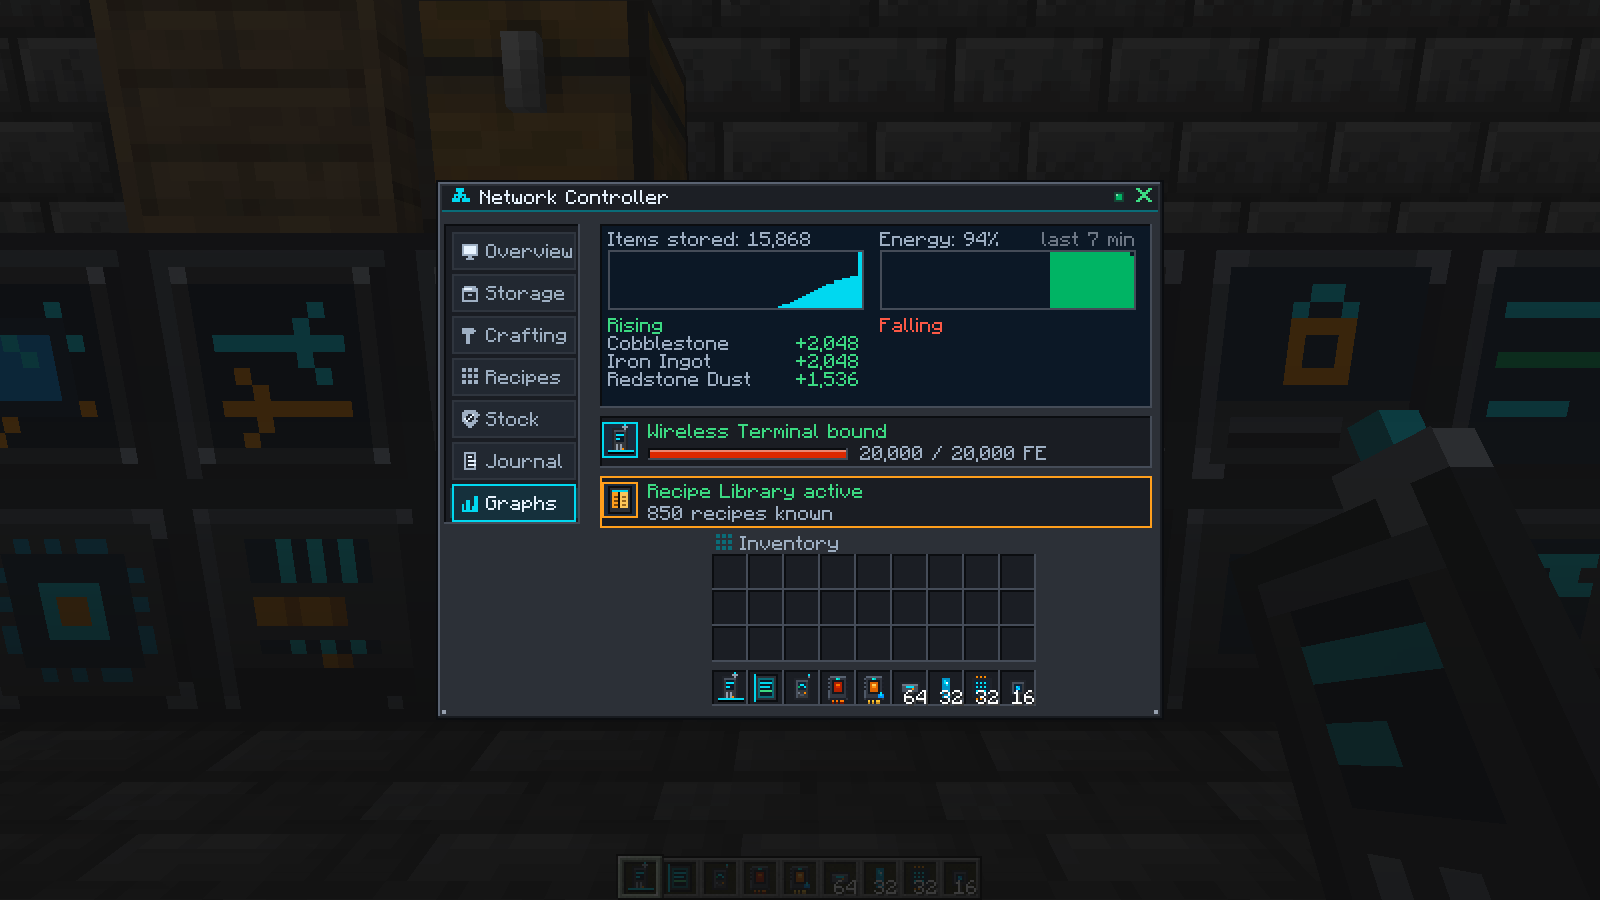 Network Controller
Overview
Storage
Crafting
Recipes
Stock
Journal
Graphs
Items stored: 15,868
Energy: 94% last 7 min
Rising
Falling
Cobblestone +2,048
Iron Ingot +2,048
Redstone Dust +1,536
Wireless Terminal bound
20,000 / 20,000 FE
Recipe Library active
850 recipes known
Inventory
64 32 32 16
64 32 32 16